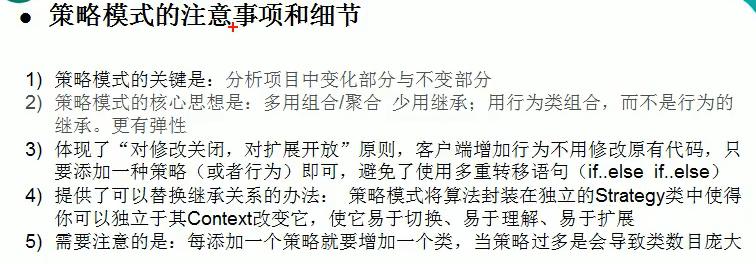 ● 策略模式的注意事项和细节
1) 策略模式的关键是：分析项目中变化部分与不变部分
2) 策略模式的核心思想是：多用组合/聚合 少用继承；用行为类组合，而不是行为的
继承。更有弹性
3) 体现了“对修改关闭，对扩展开放”原则，客户端增加行为不用修改原有代码，只
要添加一种策略（或者行为）即可，避免了使用多重转移语句（if..else if..else）
4) 提供了可以替换继承关系的办法： 策略模式将算法封装在独立的Strategy类中使得
你可以独立于其Context改变它，使它易于切换、易于理解、易于扩展
5) 需要注意的是：每添加一个策略就要增加一个类，当策略过多是会导致类数目庞大